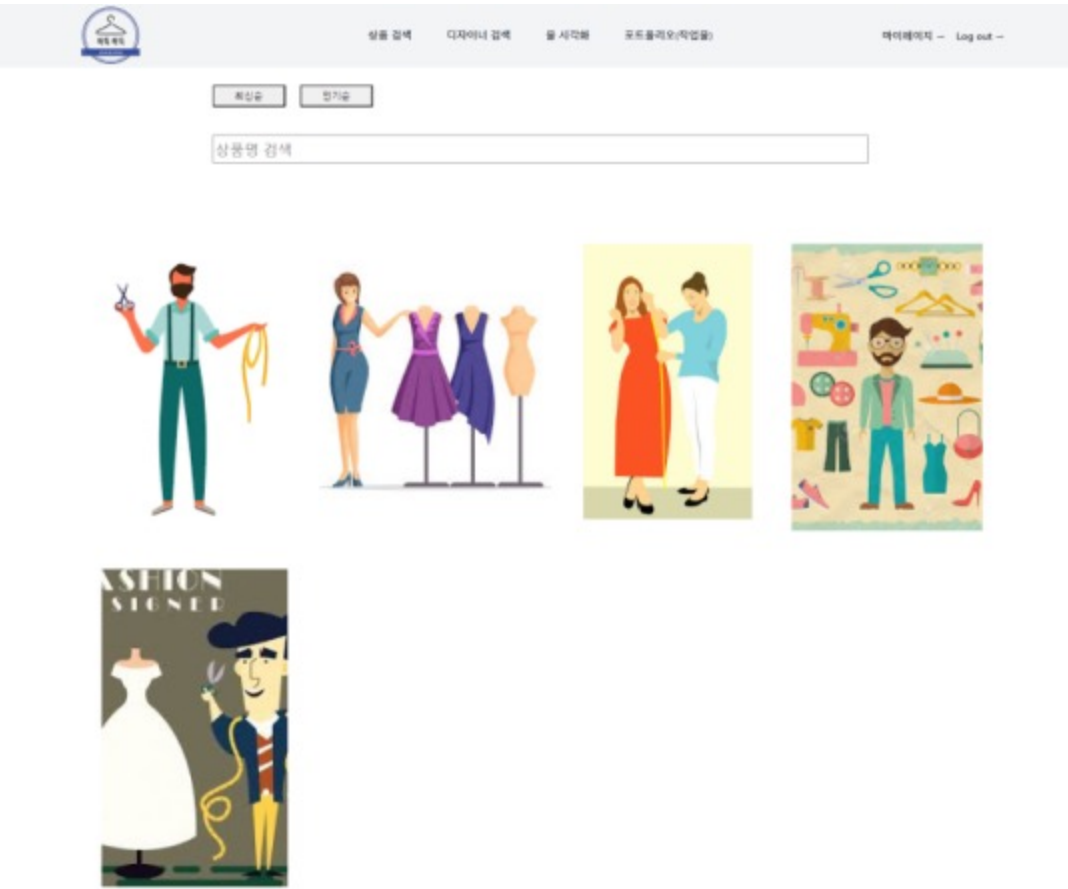 상품 검색
디자이너 검색
옷 시각화
포트폴리오(작업물)
마이페이지 →
Log out →
최신순
인기순
상품명 검색
ASHION
SIGNER